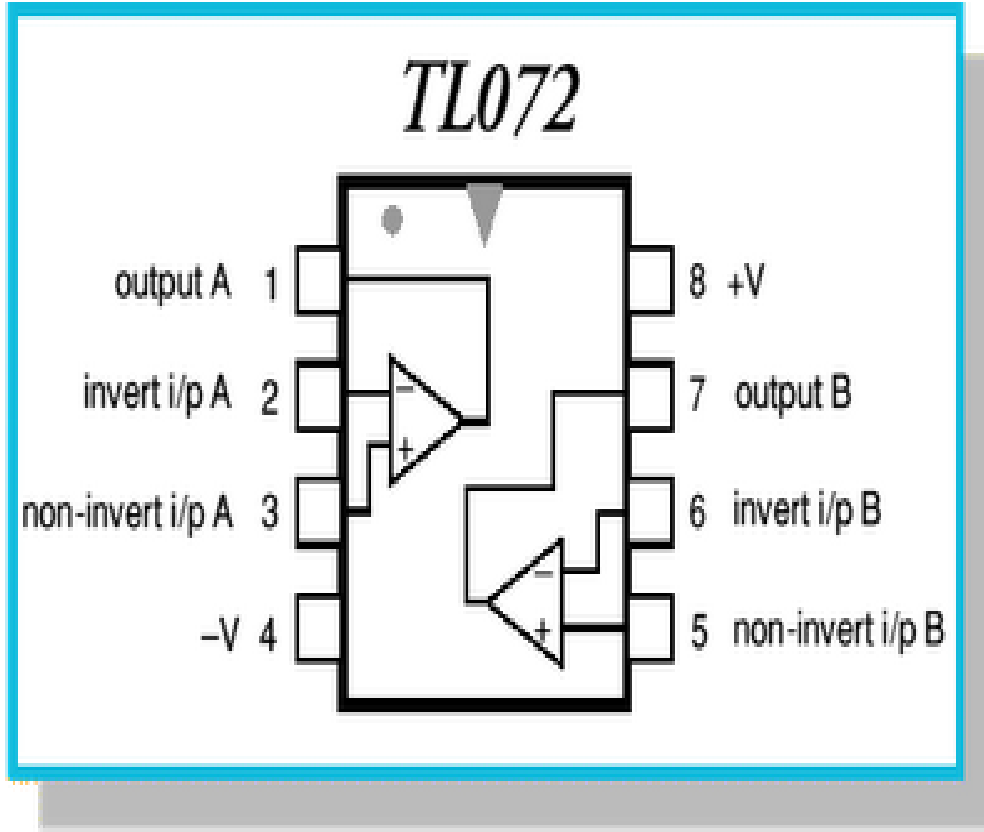 TL072
output A 1
invert i/p A 2
non-invert i/p A 3
–V 4
8 +V
7 output B
6 invert i/p B
5 non-invert i/p B
–
+
–
+